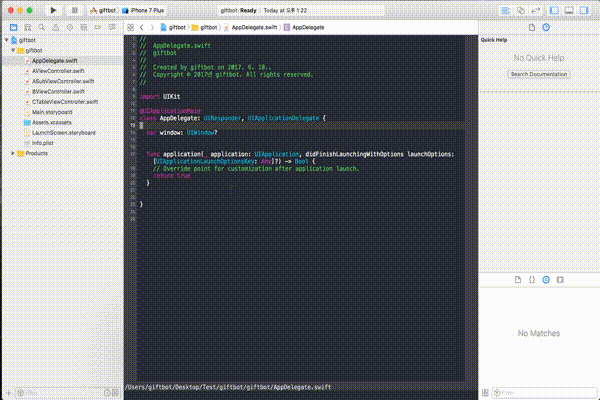 giftbot
iPhone 7 Plus
giftbot: Ready
Today at 오후 1:22
giftbot
giftbot
AppDelegate.swift
AppDelegate
giftbot
giftbot
AppDelegate.swift
AViewController.swift
ASubViewController.swift
BViewController.swift
CTableViewController.swift
Main.storyboard
Assets.xcassets
LaunchScreen.storyboard
Info.plist
Products
//
//  AppDelegate.swift
//  giftbot
//
//  Created by giftbot on 2017. 6. 10..
//  Copyright © 2017년 giftbot. All rights reserved.
//
import UIKit
@UIApplicationMain
class AppDelegate: UIResponder, UIApplicationDelegate {
var window: UIWindow?
func application(_ application: UIApplication, didFinishLaunchingWithOptions launchOptions:
[UIApplicationLaunchOptionsKey: Any]?) -> Bool {
// Override point for customization after application launch.
return true
}
}
/Users/giftbot/Desktop/Test/giftbot/giftbot/AppDelegate.swift
Quick Help
No Quick Help
Search Documentation
No Matches
Filter
Filter